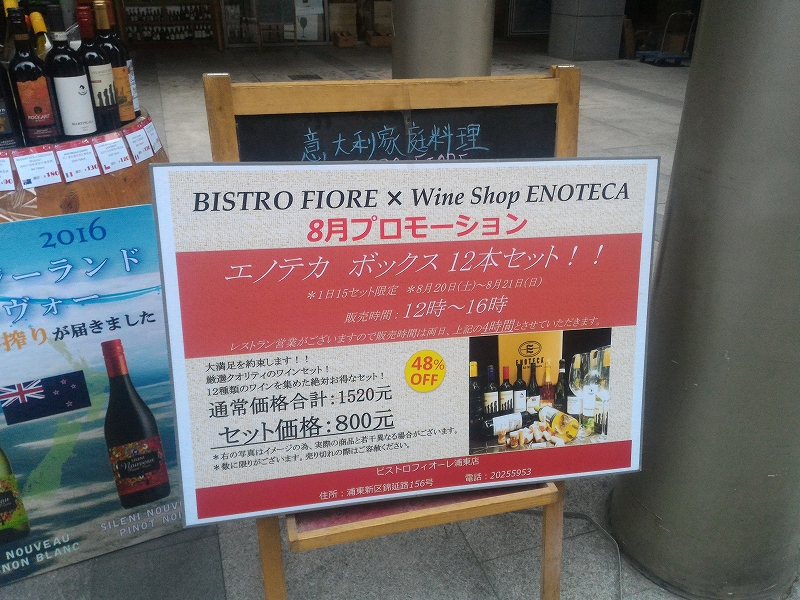 意大利家庭料理
BISTRO FIORE × Wine Shop ENOTECA
8月プロモーション
エノテカ ボックス 12本セット！！
＊1日15セット限定 ＊8月20日(土)～8月21日(日)
販売時間：12時～16時
レストラン営業がございますので販売時間は両日、上記の4時間とさせていただきます。
大満足を約束します！！
厳選クオリティのワインセット！
12種類のワインを集めた絶対お得なセット！
通常価格合計：1520元
セット価格：800元
48%
OFF
ENOTECA
＊右の写真はイメージの為、実際の商品と若干異なる場合がございます。
＊数に限りがございます。売り切れの際はご容赦ください。
ビストロフィオーレ浦東店
住所：浦東新区錦延路156号 電話：20255953
2016
ーランド
ヴォー
搾りが届きました
SILENI NOUVEAU
PINOT NOIR
NOUVEAU
NON BLANC